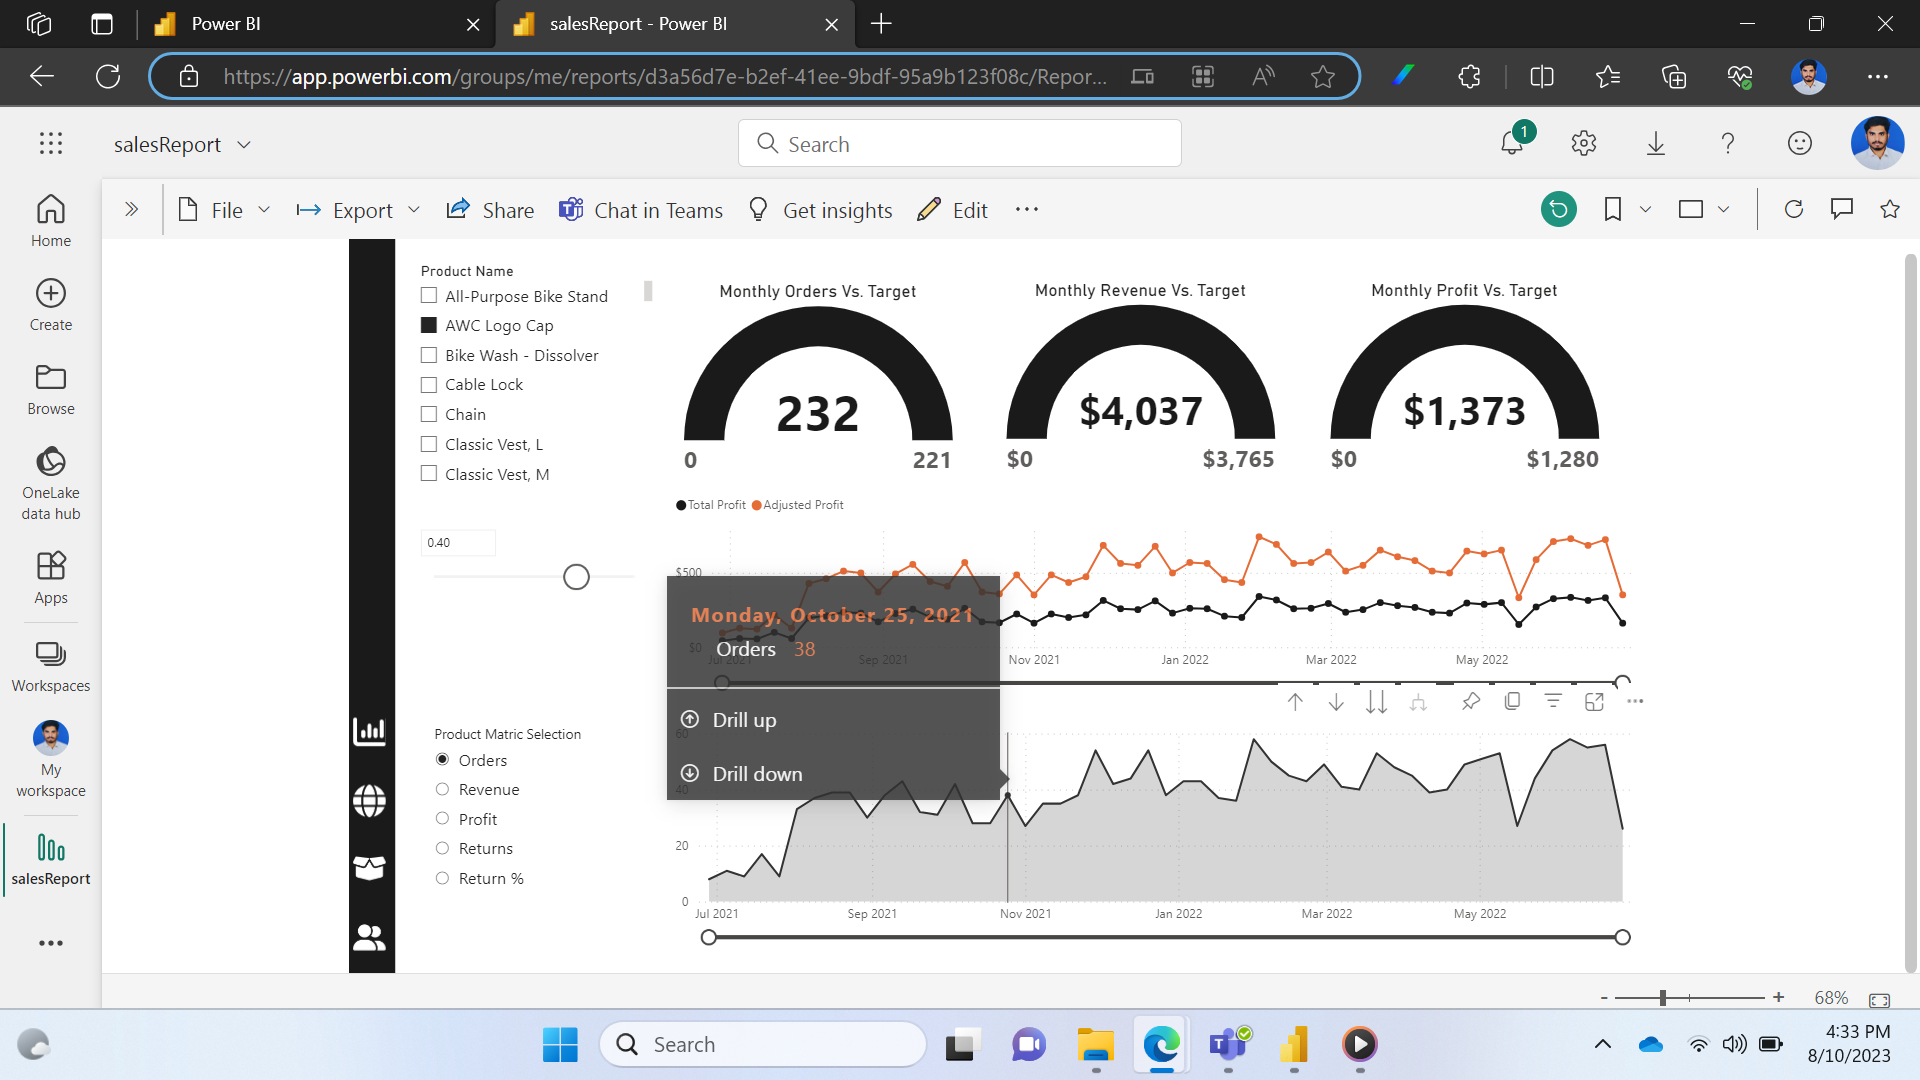 Power BI
salesReport - Power BI
https://app.powerbi.com/groups/me/reports/d3a56d7e-b2ef-41ee-9bdf-95a9b123f08c/Repor...
salesReport
Search
1
File
Export
Share
Chat in Teams
Get insights
Edit
Home
Create
Browse
OneLake
data hub
Apps
Workspaces
My
workspace
salesReport
Product Name
All-Purpose Bike Stand
AWC Logo Cap
Bike Wash - Dissolver
Cable Lock
Chain
Classic Vest, L
Classic Vest, M
0.40
Product Matric Selection
Orders
Revenue
Profit
Returns
Return %
Monthly Orders Vs. Target
232
0
221
Monthly Revenue Vs. Target
$4,037
$0
$3,765
Monthly Profit Vs. Target
$1,373
$0
$1,280
Total Profit
Adjusted Profit
$500
$0
Jul 2021
Sep 2021
Nov 2021
Jan 2022
Mar 2022
May 2022
Monday, October 25, 2021
Orders 38
Drill up
Drill down
60
40
20
0
Jul 2021
Sep 2021
Nov 2021
Jan 2022
Mar 2022
May 2022
- + 68%
Search
4:33 PM
8/10/2023